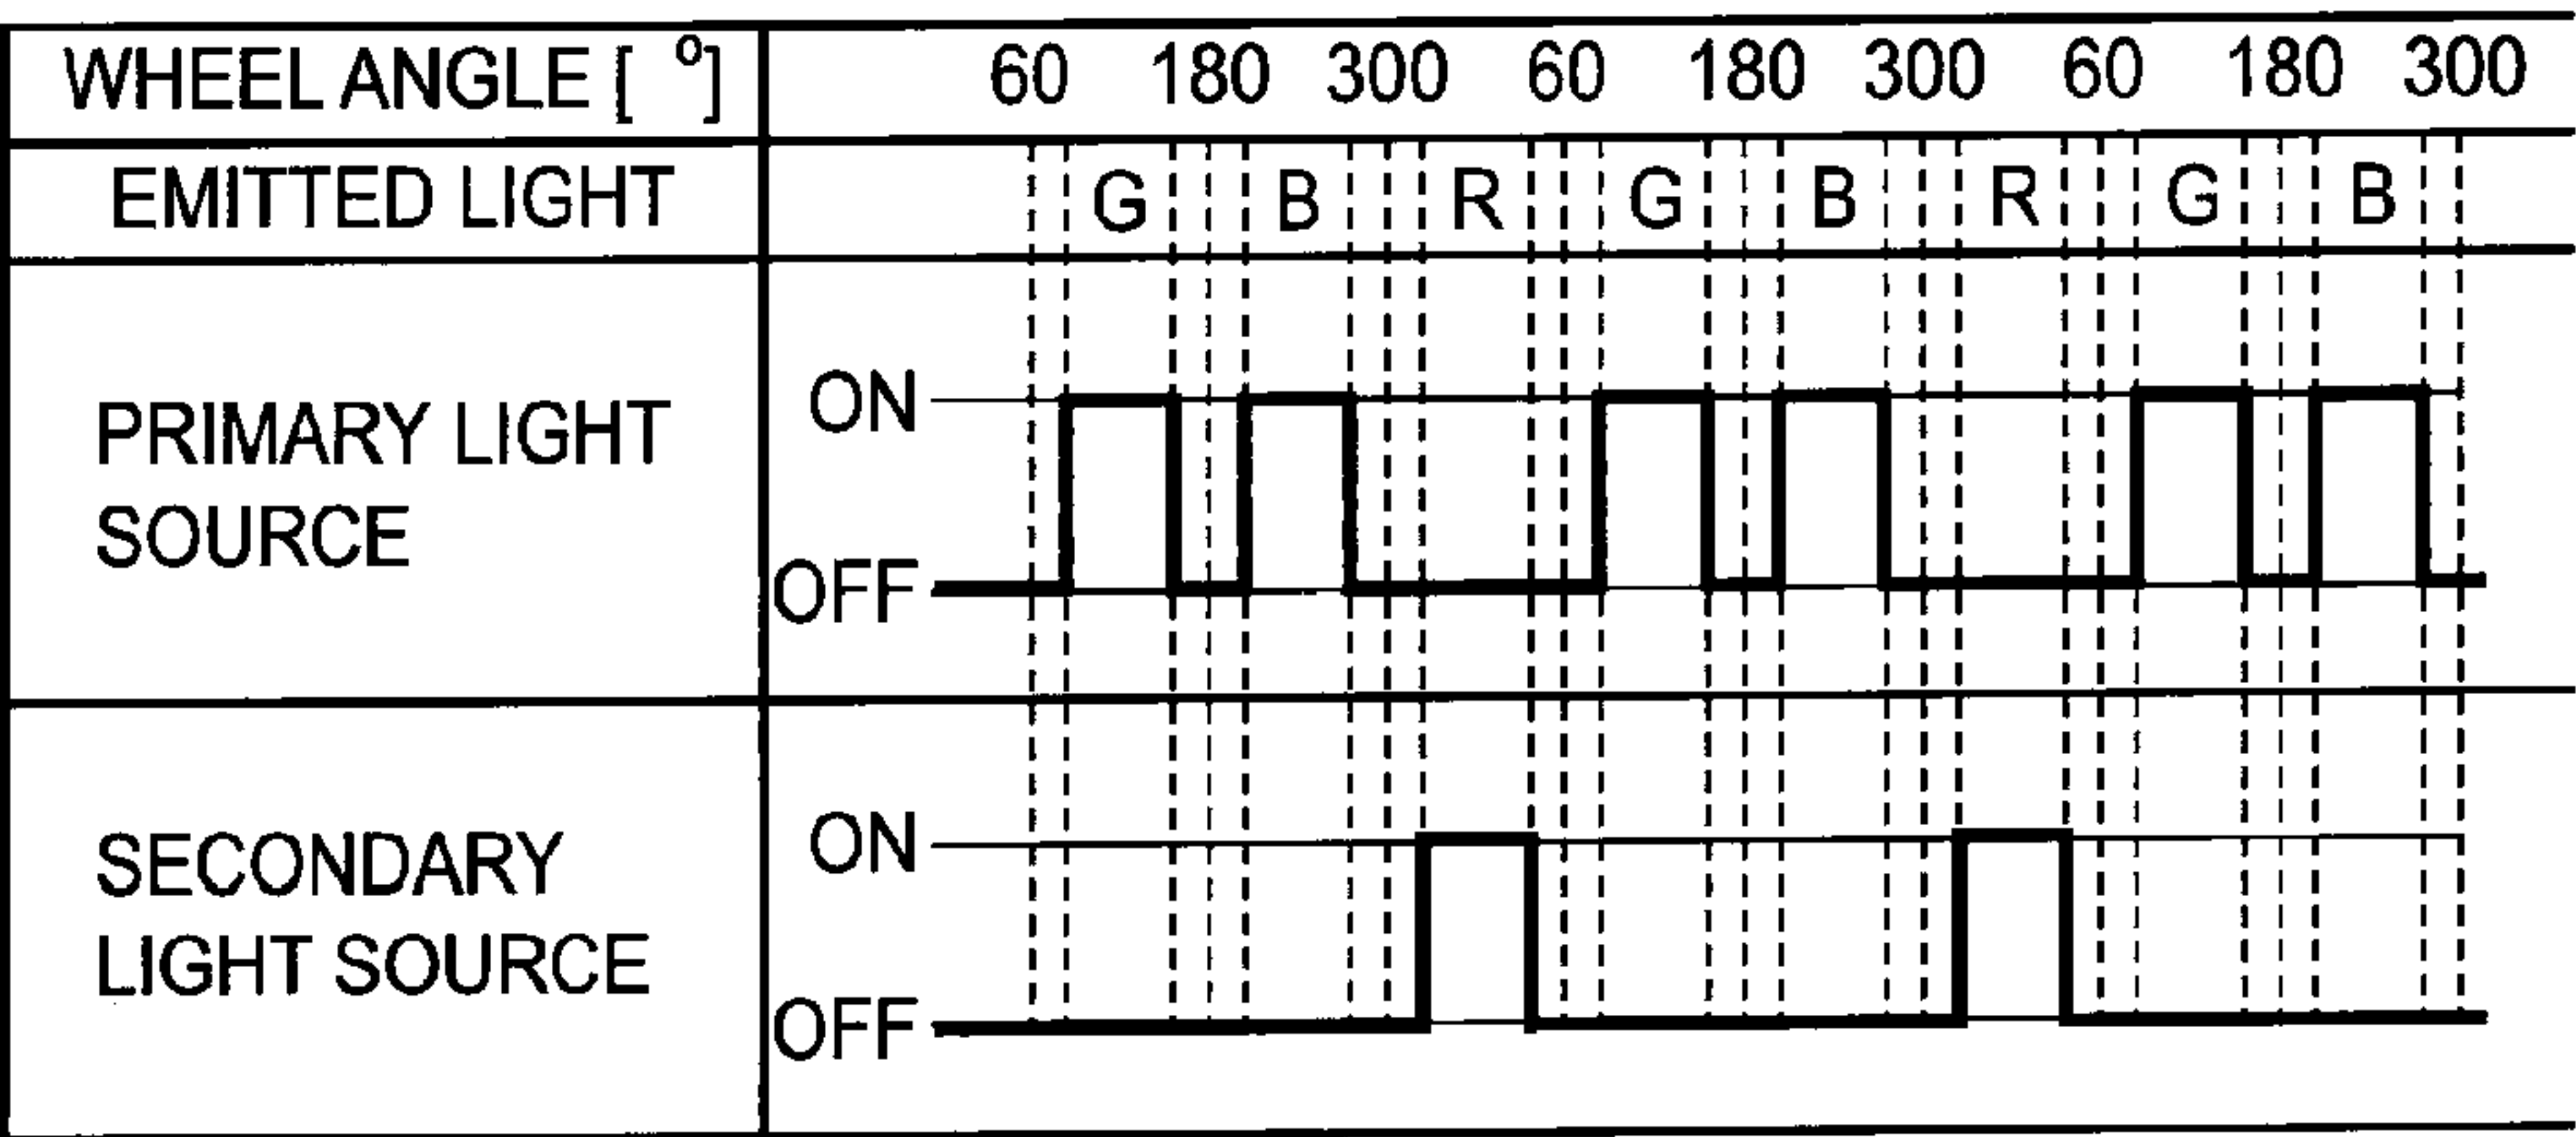 WHEEL ANGLE [ º] 60 180 300 60 180 300 60 180 300
EMITTED LIGHT G B R G B R G B
PRIMARY LIGHT
SOURCE
ON
OFF
SECONDARY
LIGHT SOURCE
ON
OFF